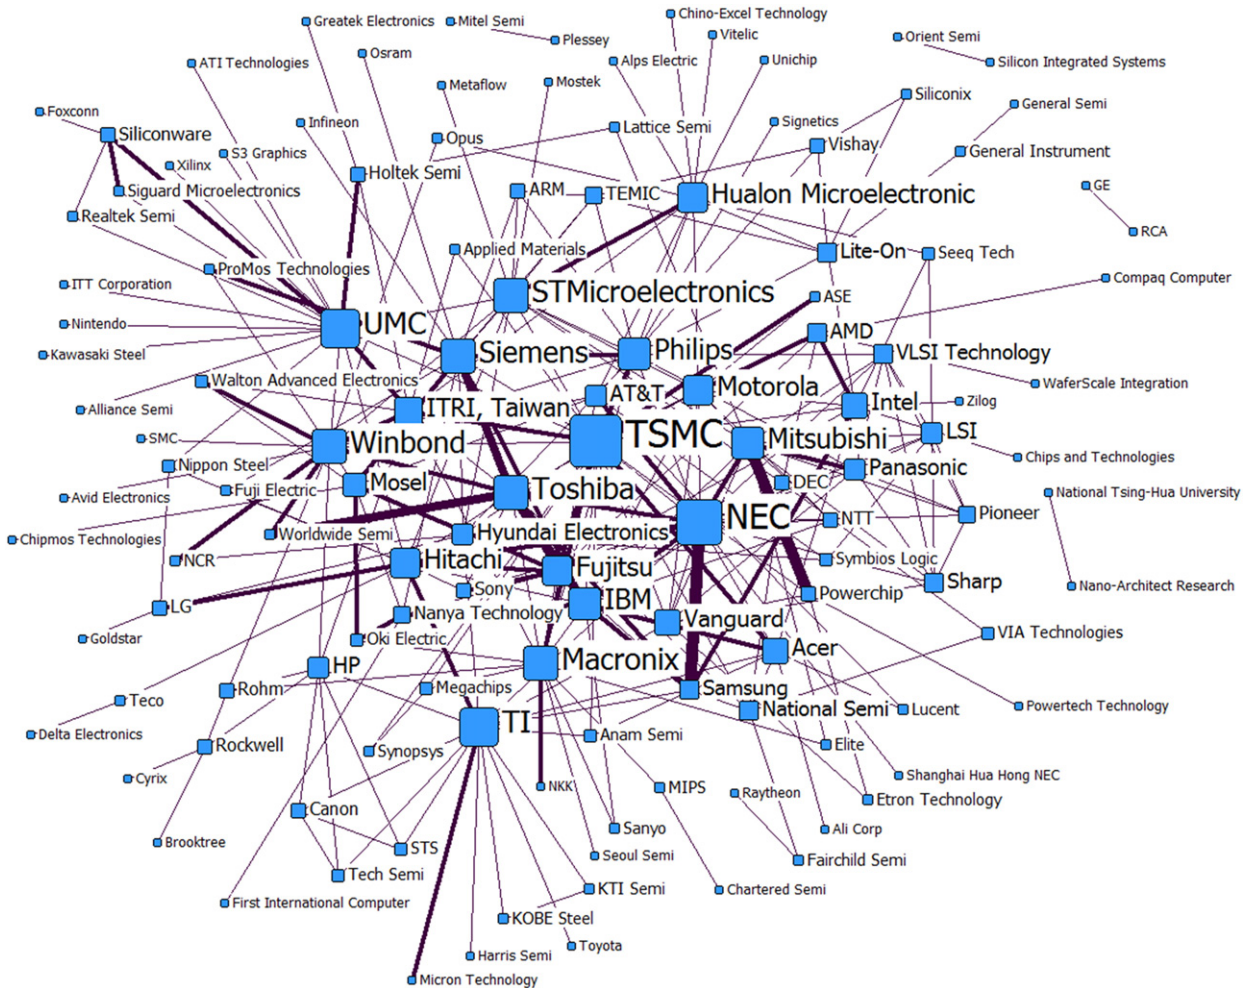 Greatek Electronics
Mitel Semi
Chino-Excel Technology
Vitelic
Plessey
Orient Semi
Osram
ATI Technologies
Alps Electric
Unichip
Silicon Integrated Systems
Metaflow
Mostek
Siliconix
General Semi
Foxconn
Infineon
Signetics
Lattice Semi
Siliconware
Opus
Vishay
General Instrument
S3 Graphics
Xilinx
Holtek Semi
GE
Siguard Microelectronics
ARM
TEMIC
Hualon Microelectronic
Realtek Semi
RCA
Applied Materials
Lite-On
Seeq Tech
ProMos Technologies
Compaq Computer
ITT Corporation
STMicroelectronics
ASE
Nintendo
UMC
AMD
Kawasaki Steel
Siemens
Philips
VLSI Technology
Walton Advanced Electronics
AT&T
Motorola
WaferScale Integration
Alliance Semi
ITRI, Taiwan
Intel
Zilog
SMC
Winbond
TSMC
Mitsubishi
LSI
Chips and Technologies
Nippon Steel
Panasonic
Fuji Electric
Mosel
Toshiba
DEC
Avid Electronics
National Tsing-Hua University
Pioneer
NEC
NTT
Chipmos Technologies
Worldwide Semi
Hyundai Electronics
NCR
Hitachi
Fujitsu
Symbios Logic
Sharp
Nano-Architect Research
Sony
Powerchip
LG
Nanya Technology
IBM
Goldstar
Oki Electric
Vanguard
VIA Technologies
HP
Macronix
Acer
Rohm
Megachips
Samsung
Teco
National Semi
Lucent
Powertech Technology
Delta Electronics
TI
Rockwell
Synopsys
Anam Semi
Elite
Cyrix
NKK
MIPS
Shanghai Hua Hong NEC
Raytheon
Etron Technology
Canon
Sanyo
Ali Corp
Brooktree
STS
Seoul Semi
Fairchild Semi
Tech Semi
KTI Semi
Chartered Semi
First International Computer
KOBE Steel
Toyota
Harris Semi
Micron Technology